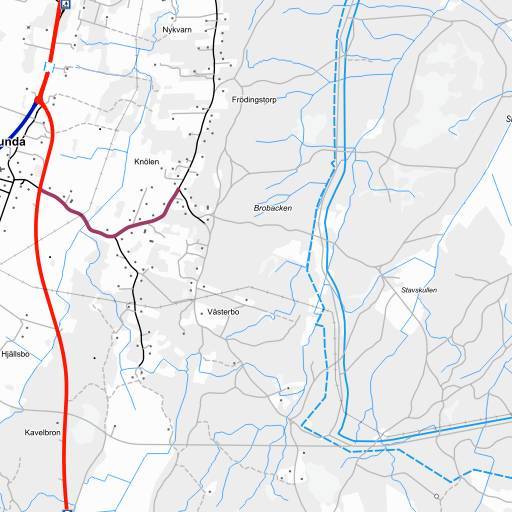 Nykvarn
Frödingstorp
unda
Knölen
Brobacken
Stavskullen
Västerbo
Hjällsbo
Kavelbron